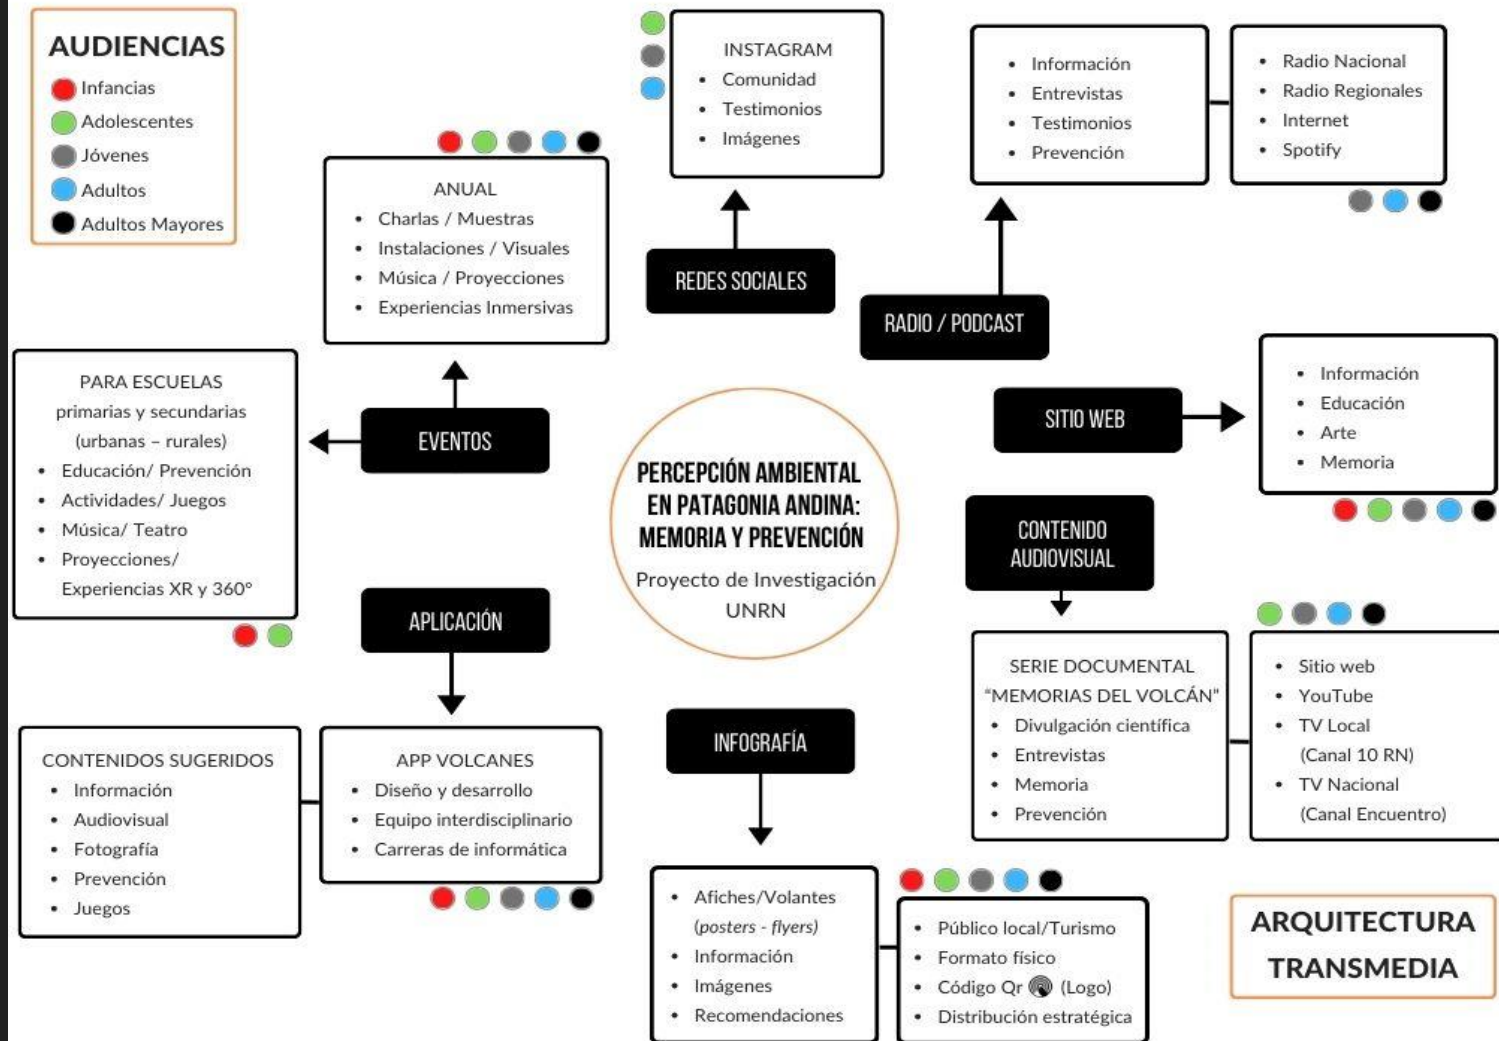 AUDIENCIAS
Infancias
Adolescentes
Jóvenes
Adultos
Adultos Mayores
INSTAGRAM
• Comunidad
• Testimonios
• Imágenes
• Información
• Entrevistas
• Testimonios
• Prevención
• Radio Nacional
• Radio Regionales
• Internet
• Spotify
ANUAL
• Charlas / Muestras
• Instalaciones / Visuales
• Música / Proyecciones
• Experiencias Inmersivas
REDES SOCIALES
RADIO / PODCAST
PARA ESCUELAS
primarias y secundarias
(urbanas – rurales)
• Educación/ Prevención
• Actividades/ Juegos
• Música/ Teatro
• Proyecciones/
Experiencias XR y 360°
EVENTOS
SITIO WEB
• Información
• Educación
• Arte
• Memoria
PERCEPCIÓN AMBIENTAL
EN PATAGONIA ANDINA:
MEMORIA Y PREVENCIÓN
Proyecto de Investigación
UNRN
CONTENIDO
AUDIOVISUAL
APLICACIÓN
SERIE DOCUMENTAL
“MEMORIAS DEL VOLCÁN”
• Divulgación científica
• Entrevistas
• Memoria
• Prevención
• Sitio web
• YouTube
• TV Local
(Canal 10 RN)
• TV Nacional
(Canal Encuentro)
CONTENIDOS SUGERIDOS
• Información
• Audiovisual
• Fotografía
• Prevención
• Juegos
APP VOLCANES
• Diseño y desarrollo
• Equipo interdisciplinario
• Carreras de informática
INFOGRAFÍA
• Afiches/Volantes
(posters - flyers)
• Información
• Imágenes
• Recomendaciones
• Público local/Turismo
• Formato físico
• Código Qr (Logo)
• Distribución estratégica
ARQUITECTURA
TRANSMEDIA